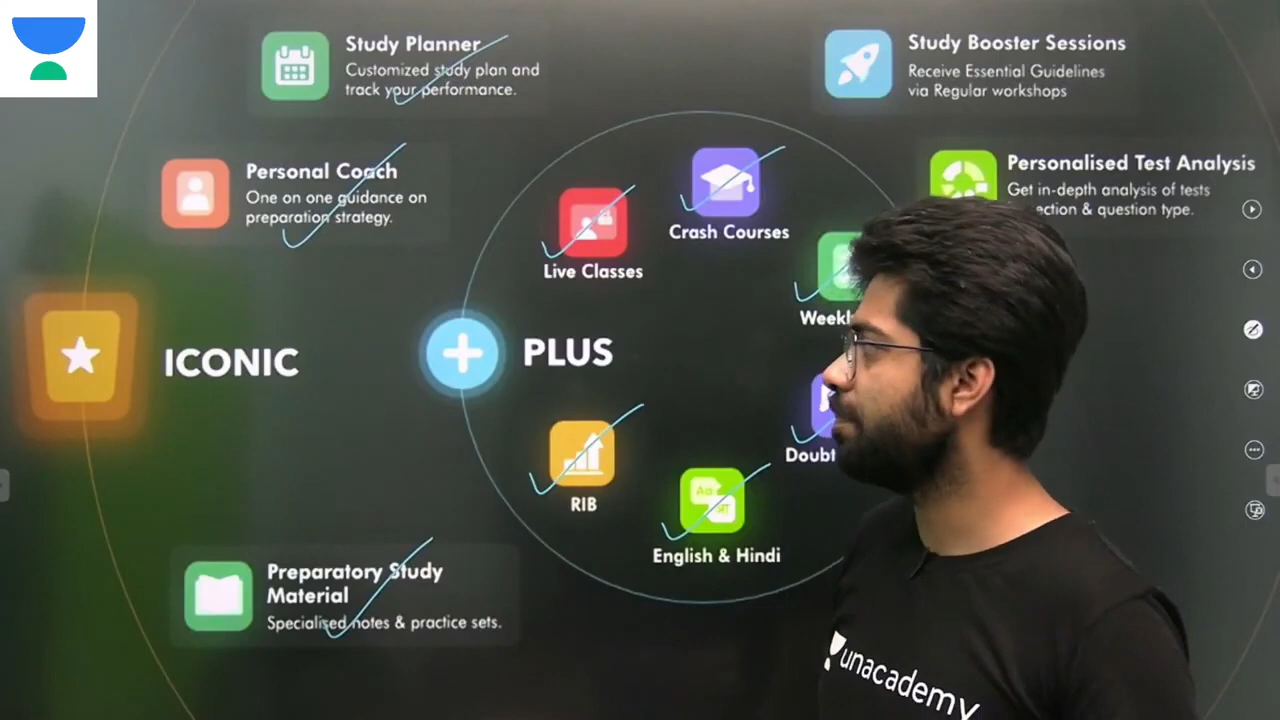 Study Planner
Customized study plan and
track your performance.
Study Booster Sessions
Receive Essential Guidelines
via Regular workshops
Personal Coach
One on one guidance on
preparation strategy.
Personalised Test Analysis
Get in-depth analysis of tests
ection & question type.
Crash Courses
Live Classes
Weekl
ICONIC
PLUS
Doubt
RIB
English & Hindi
Preparatory Study
Material
Specialised notes & practice sets.
unacademy